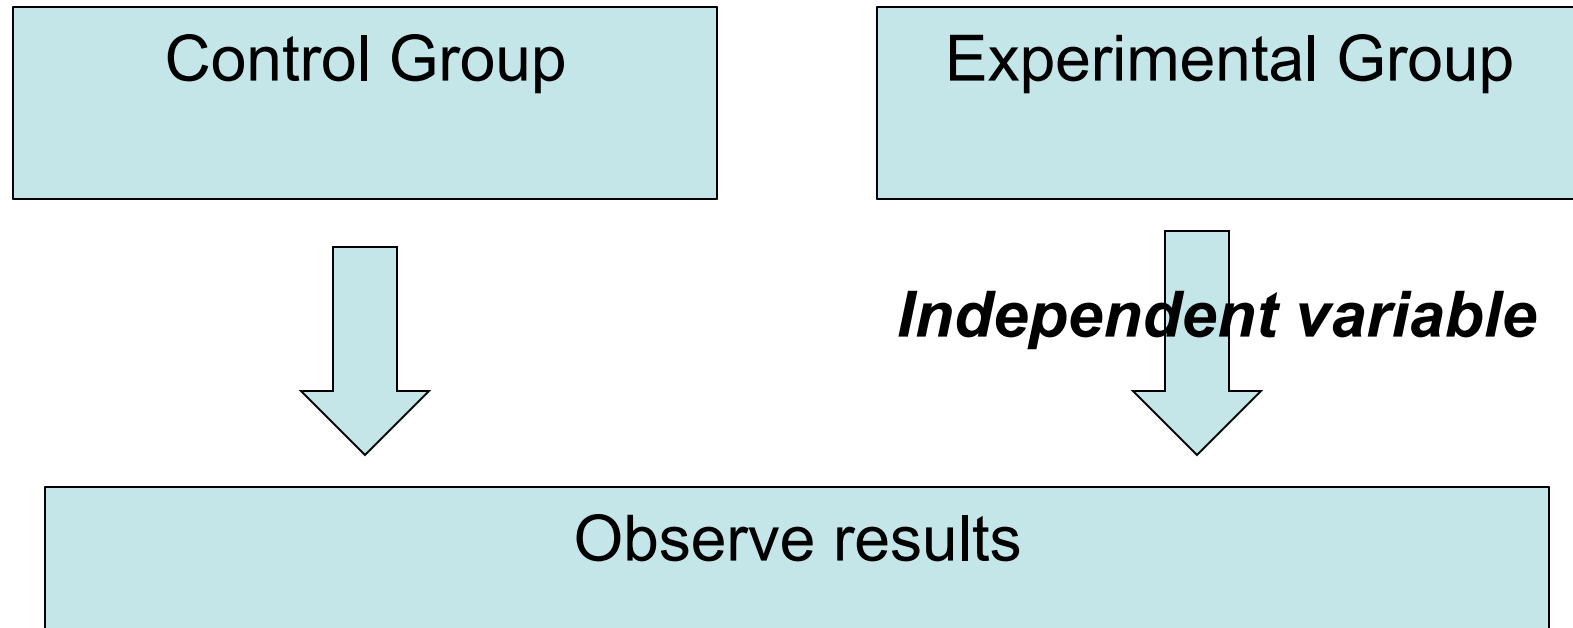 Control Group
Experimental Group
Independent variable
Observe results